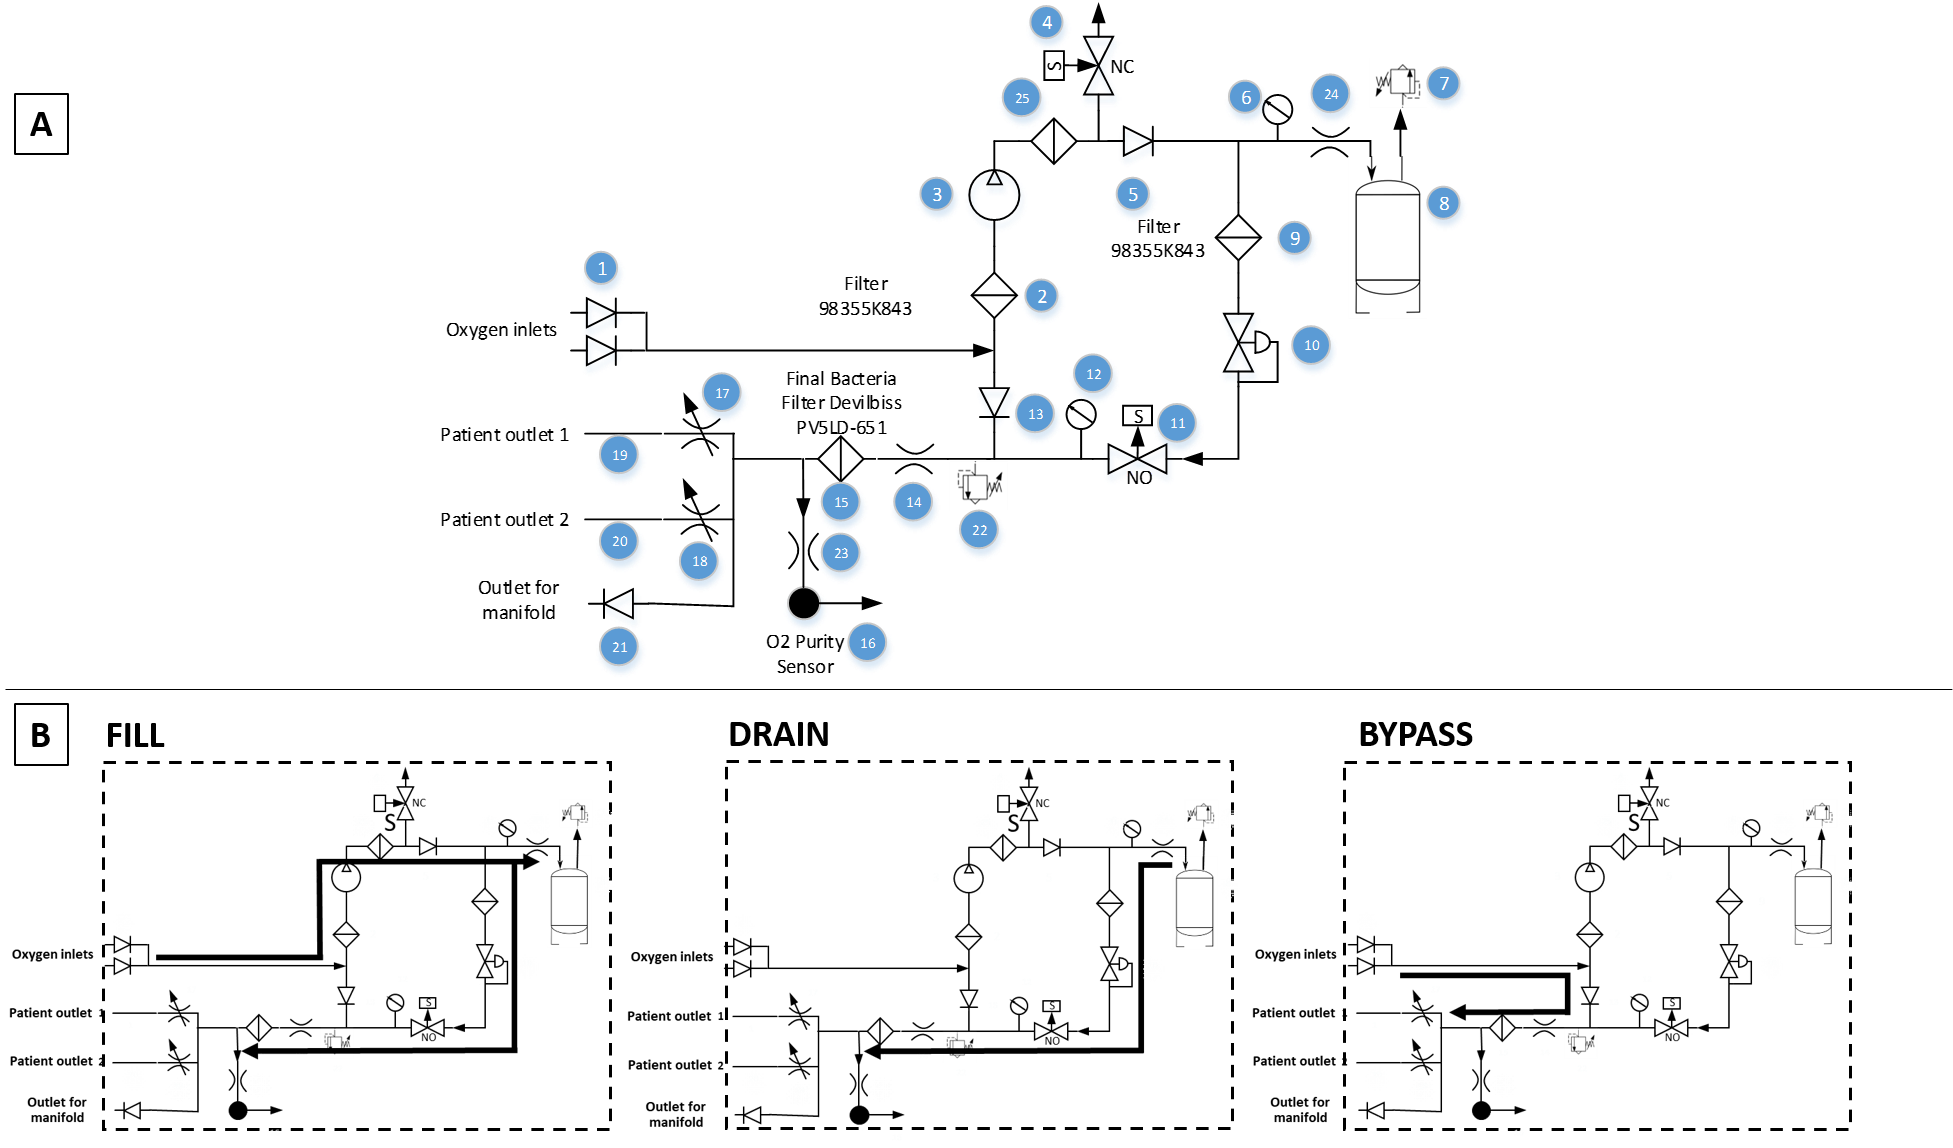 A
4
S
NC
25
6
24
7
3
5
8
Filter
98355K843
9
1
Filter
98355K843
2
Oxygen inlets
10
Final Bacteria
Filter Devilbiss
PV5LD-651
12
17
13
S
11
NO
Patient outlet 1
19
15
14
22
Patient outlet 2
20
18
23
Outlet for
manifold
21
O2 Purity
Sensor
16
B
FILL
NC
S
Oxygen inlets
Patient outlet 1
S
NO
Patient outlet 2
Outlet for
manifold
DRAIN
NC
S
Oxygen inlets
Patient outlet 1
S
NO
Patient outlet 2
Outlet for
manifold
BYPASS
NC
S
Oxygen inlets
Patient outlet
S
NO
Patient outlet 2
Outlet for
manifold